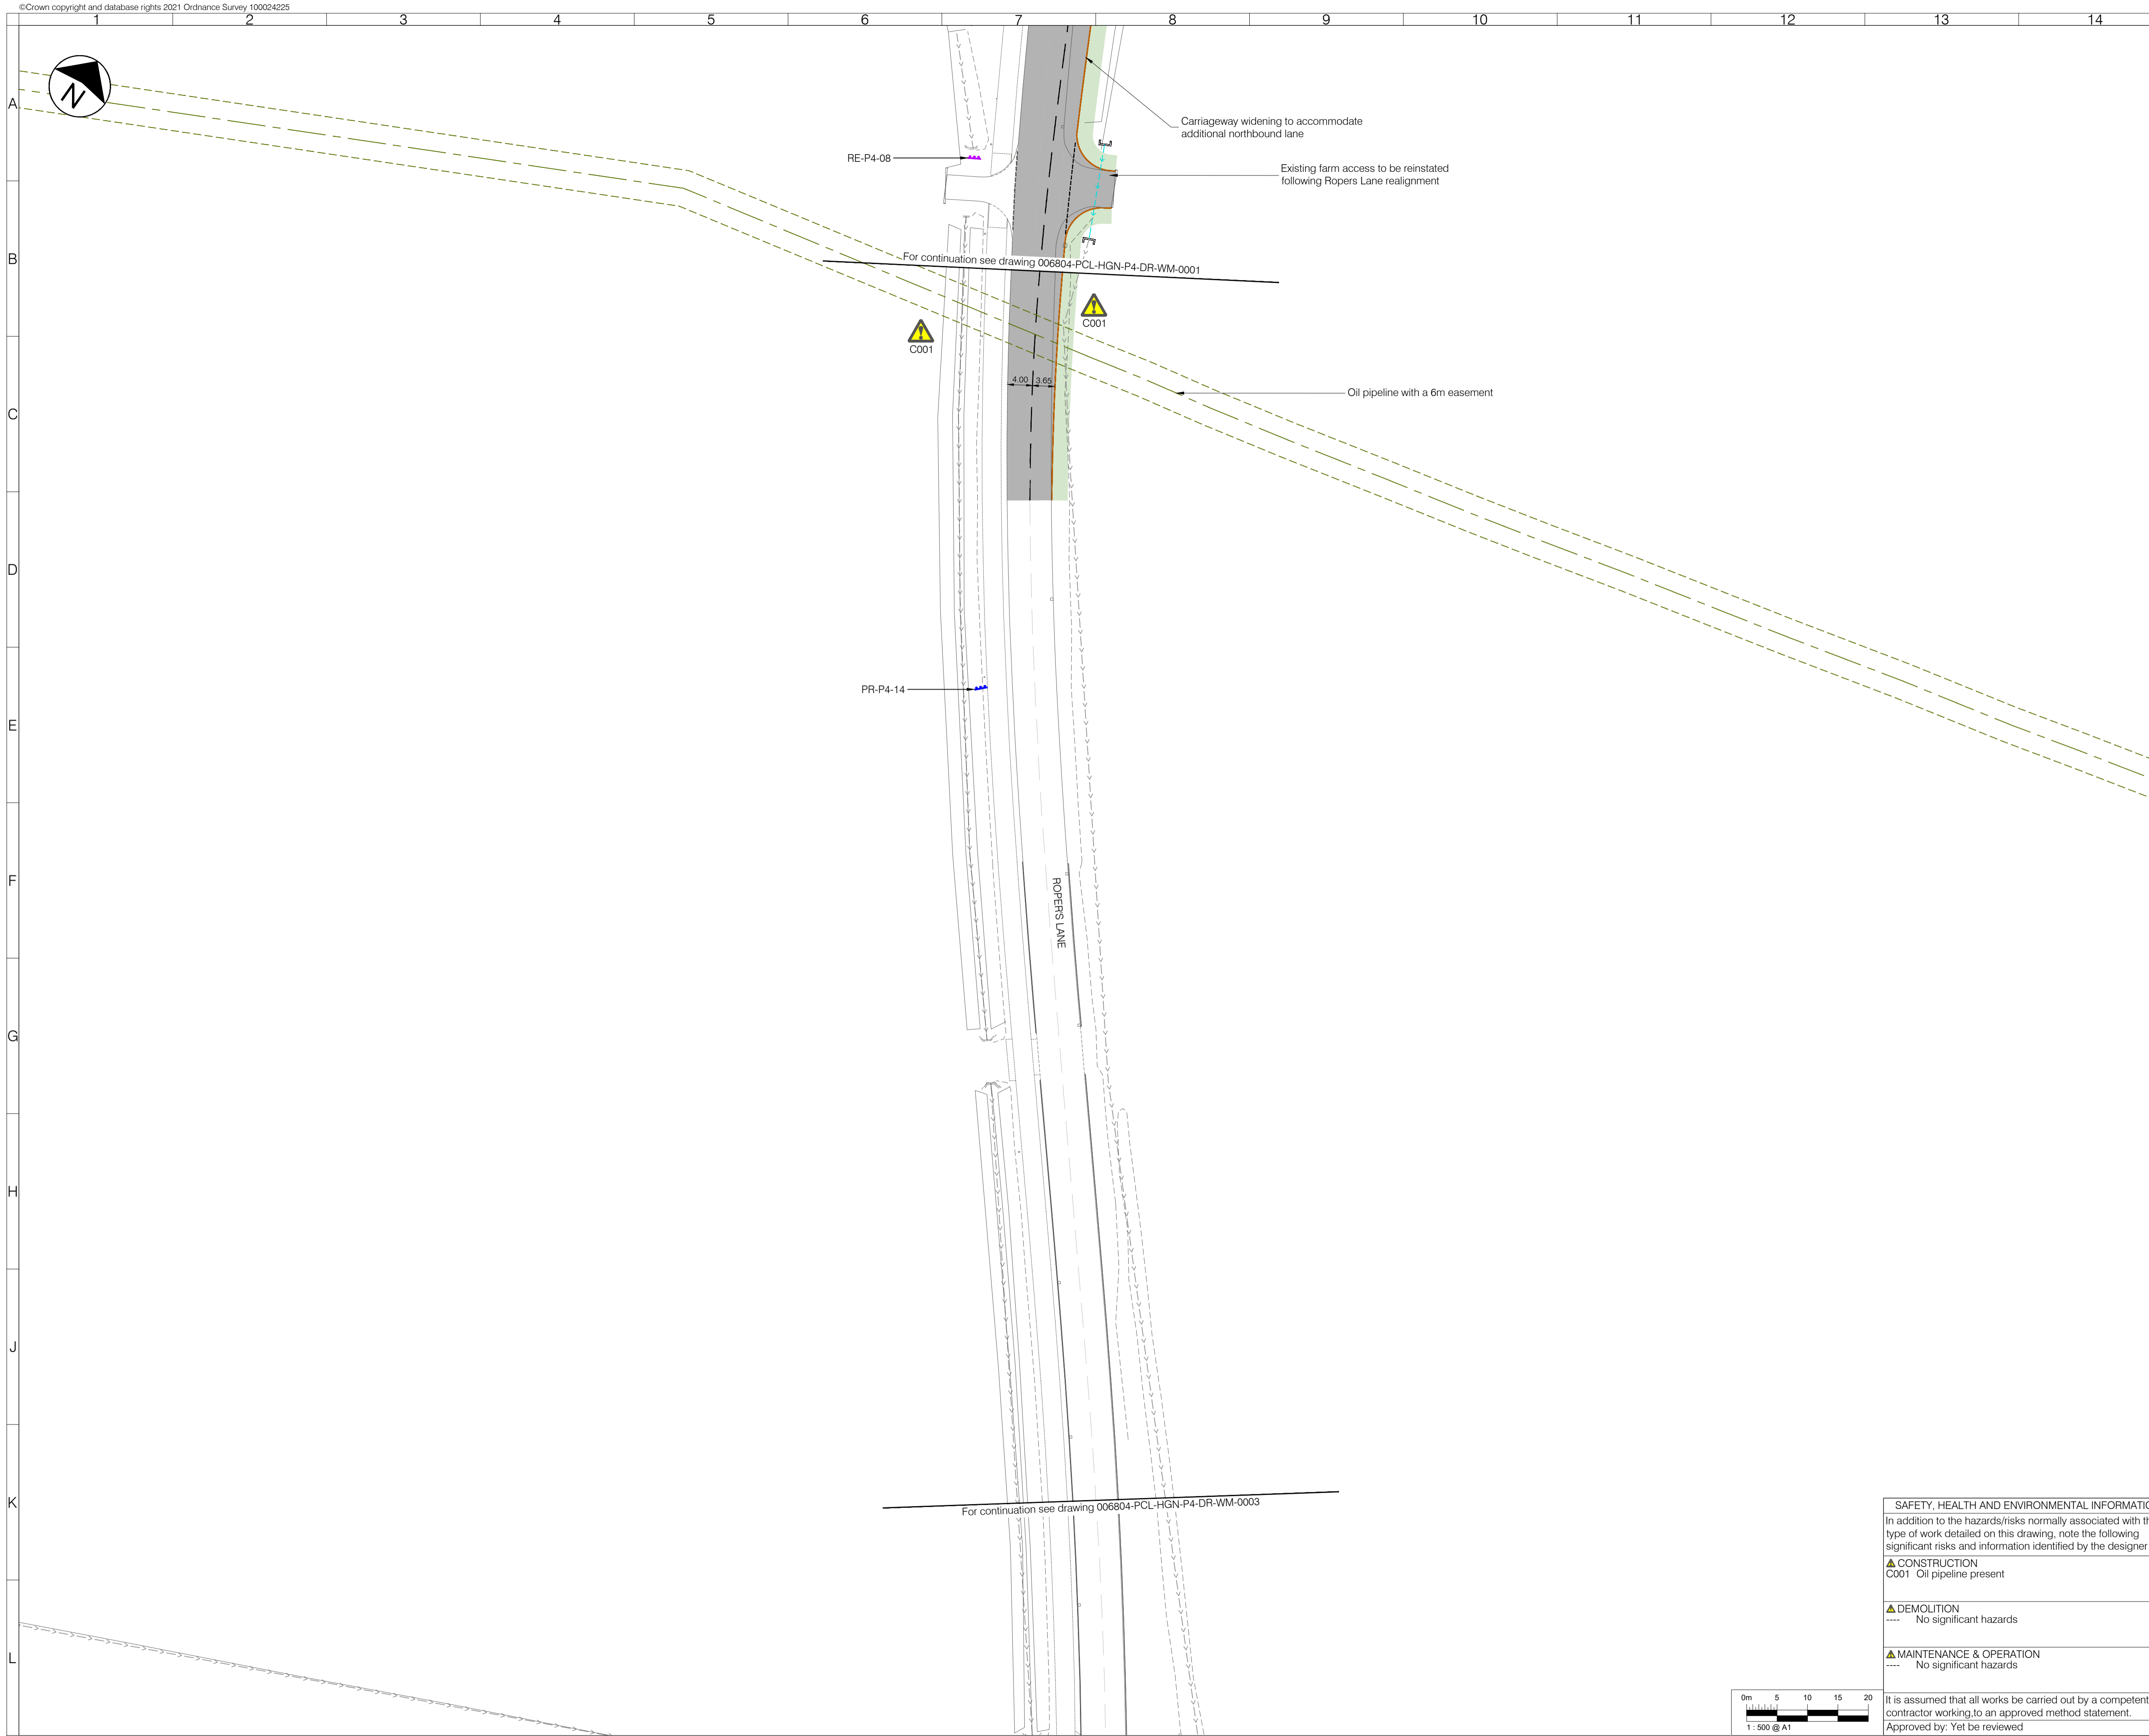 ©Crown copyright and database rights 2021 Ordnance Survey 100024225
1 2 3 4 5 6 7 8 9 10 11 12 13 14
A
N
Carriageway widening to accommodate
additional northbound lane
RE-P4-08
Existing farm access to be reinstated
following Ropers Lane realignment
B
For continuation see drawing 006804-PCL-HGN-P4-DR-WM-0001
C001
C001
4.00 3.65
Oil pipeline with a 6m easement
C
D
PR-P4-14
E
F
ROPER'S LANE
G
H
J
K
For continuation see drawing 006804-PCL-HGN-P4-DR-WM-0003
L
SAFETY, HEALTH AND ENVIRONMENTAL
In addition to the hazards/risks normally associated with
type of work detailed on this drawing, note the following
significant risks and information identified by the designer
CONSTRUCTION
C001 Oil pipeline present
DEMOLITION
---- No significant hazards
MAINTENANCE & OPERATION
---- No significant hazards
It is assumed that all works be carried out by a competent
contractor working,to an approved method statement.
Approved by: Yet be reviewed
0m 5 10 15 20
1 : 500 @ A1